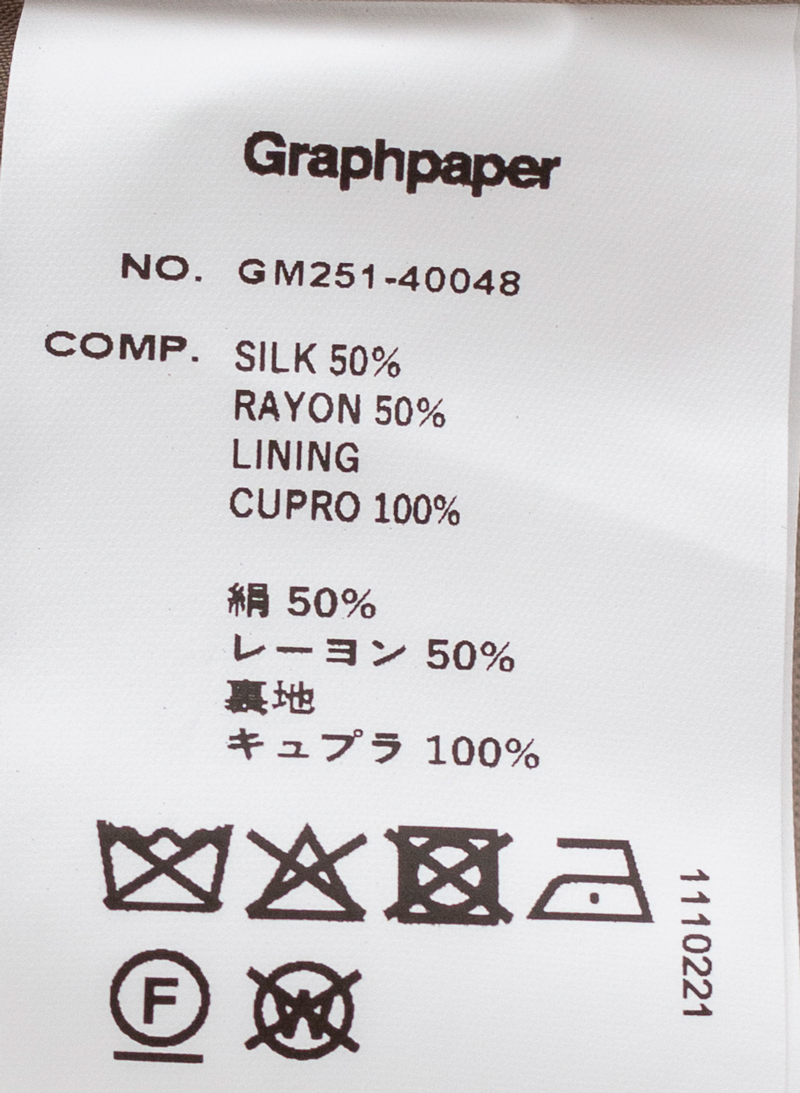 Graphpaper
NO. GM251-40048
COMP. SILK 50%
RAYON 50%
LINING
CUPRO 100%
絹 50%
レーヨン 50%
裏地
キュプラ 100%
1110221
F
W